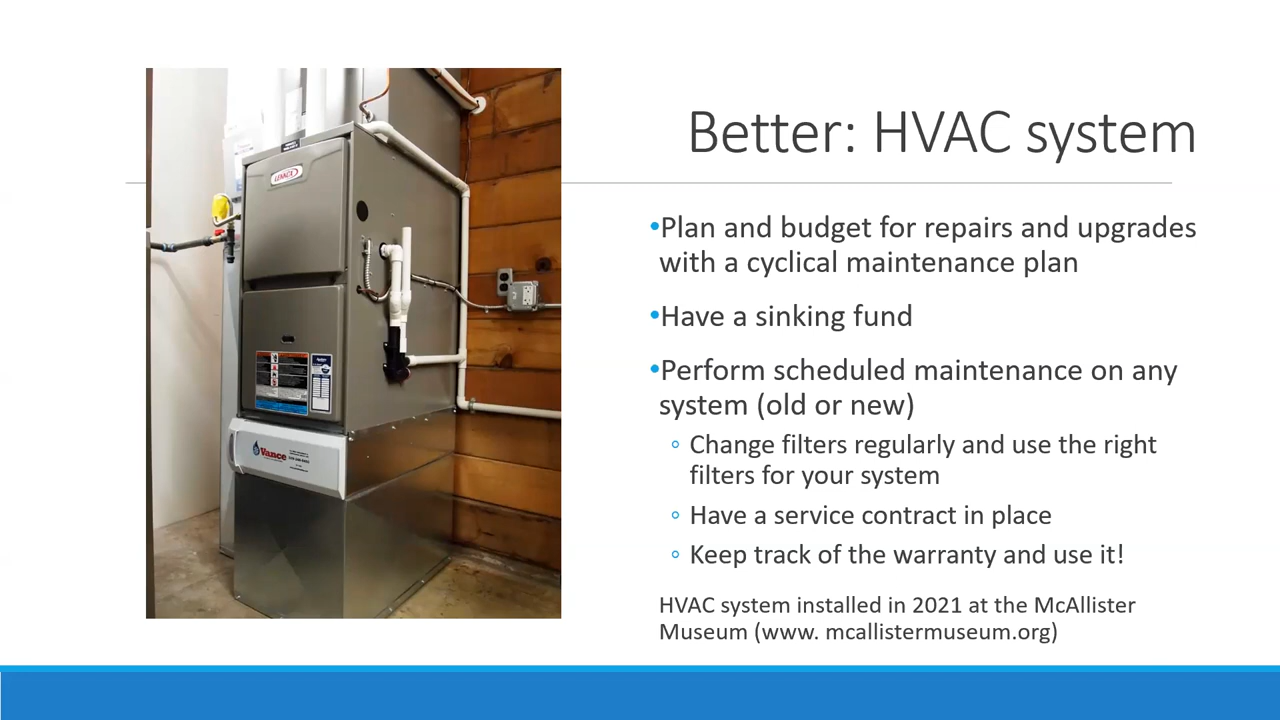 Better: HVAC system
LENNOX
Vance
•Plan and budget for repairs and upgrades
with a cyclical maintenance plan
•Have a sinking fund
•Perform scheduled maintenance on any
system (old or new)
◦ Change filters regularly and use the right
filters for your system
◦ Have a service contract in place
◦ Keep track of the warranty and use it!
HVAC system installed in 2021 at the McAllister
Museum (www. mcallistermuseum.org)